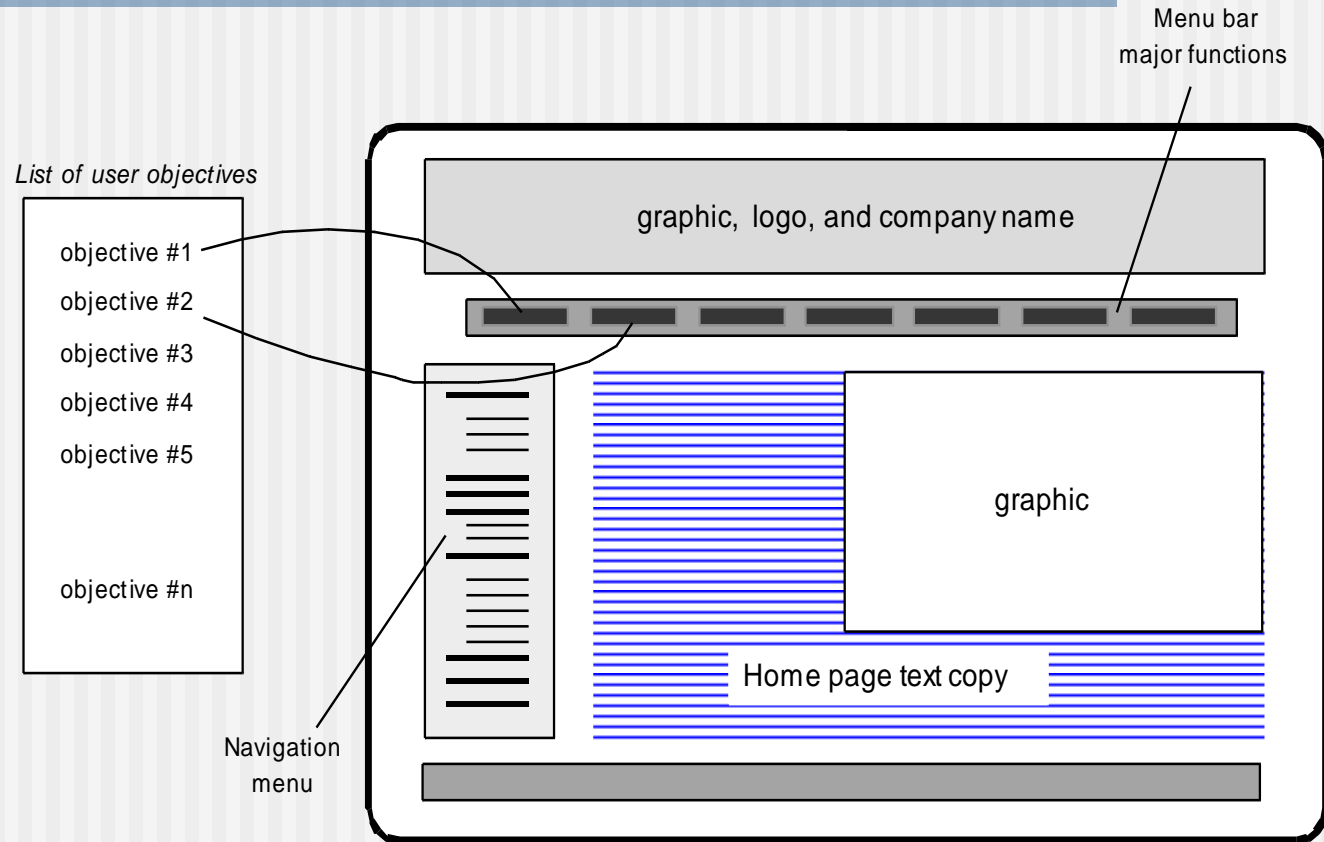 Menu bar
major functions
List of user objectives
graphic, logo, and company name
objective #1
objective #2
objective #3
objective #4
objective #5
graphic
objective #n
Home page text copy
Navigation
menu